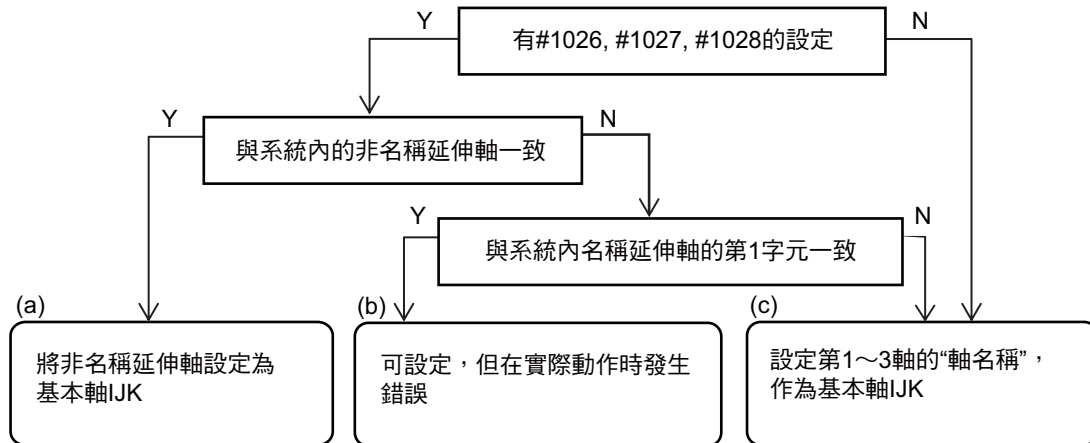 有#1026, #1027, #1028的設定
Y
N
與系統內的非名稱延伸軸一致
Y
N
與系統內名稱延伸軸的第1字元一致
Y
N
(a)
將非名稱延伸軸設定為
基本軸IJK
(b)
可設定，但在實際動作時發生
錯誤
(c)
設定第1～3軸的“軸名稱”，
作為基本軸IJK